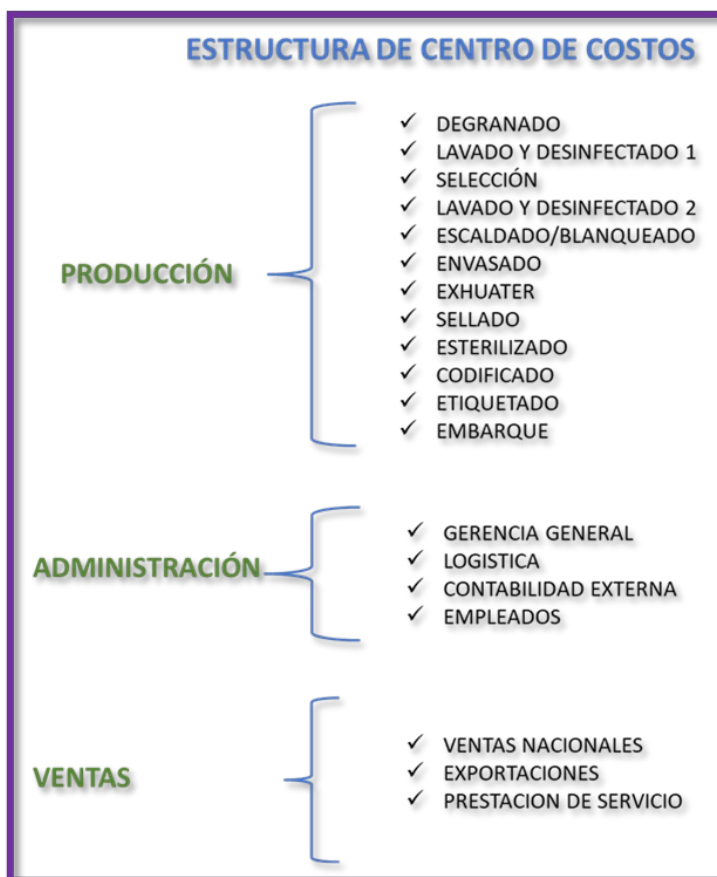 ESTRUCTURA DE CENTRO DE COSTOS
PRODUCCIÓN
✓ DEGRANADO
✓ LAVADO Y DESINFECTADO 1
✓ SELECCIÓN
✓ LAVADO Y DESINFECTADO 2
✓ ESCALDADO/BLANQUEADO
✓ ENVASADO
✓ EXHUATER
✓ SELLADO
✓ ESTERILIZADO
✓ CODIFICADO
✓ ETIQUETADO
✓ EMBARQUE
ADMINISTRACIÓN
✓ GERENCIA GENERAL
✓ LOGISTICA
✓ CONTABILIDAD EXTERNA
✓ EMPLEADOS
VENTAS
✓ VENTAS NACIONALES
✓ EXPORTACIONES
✓ PRESTACION DE SERVICIO